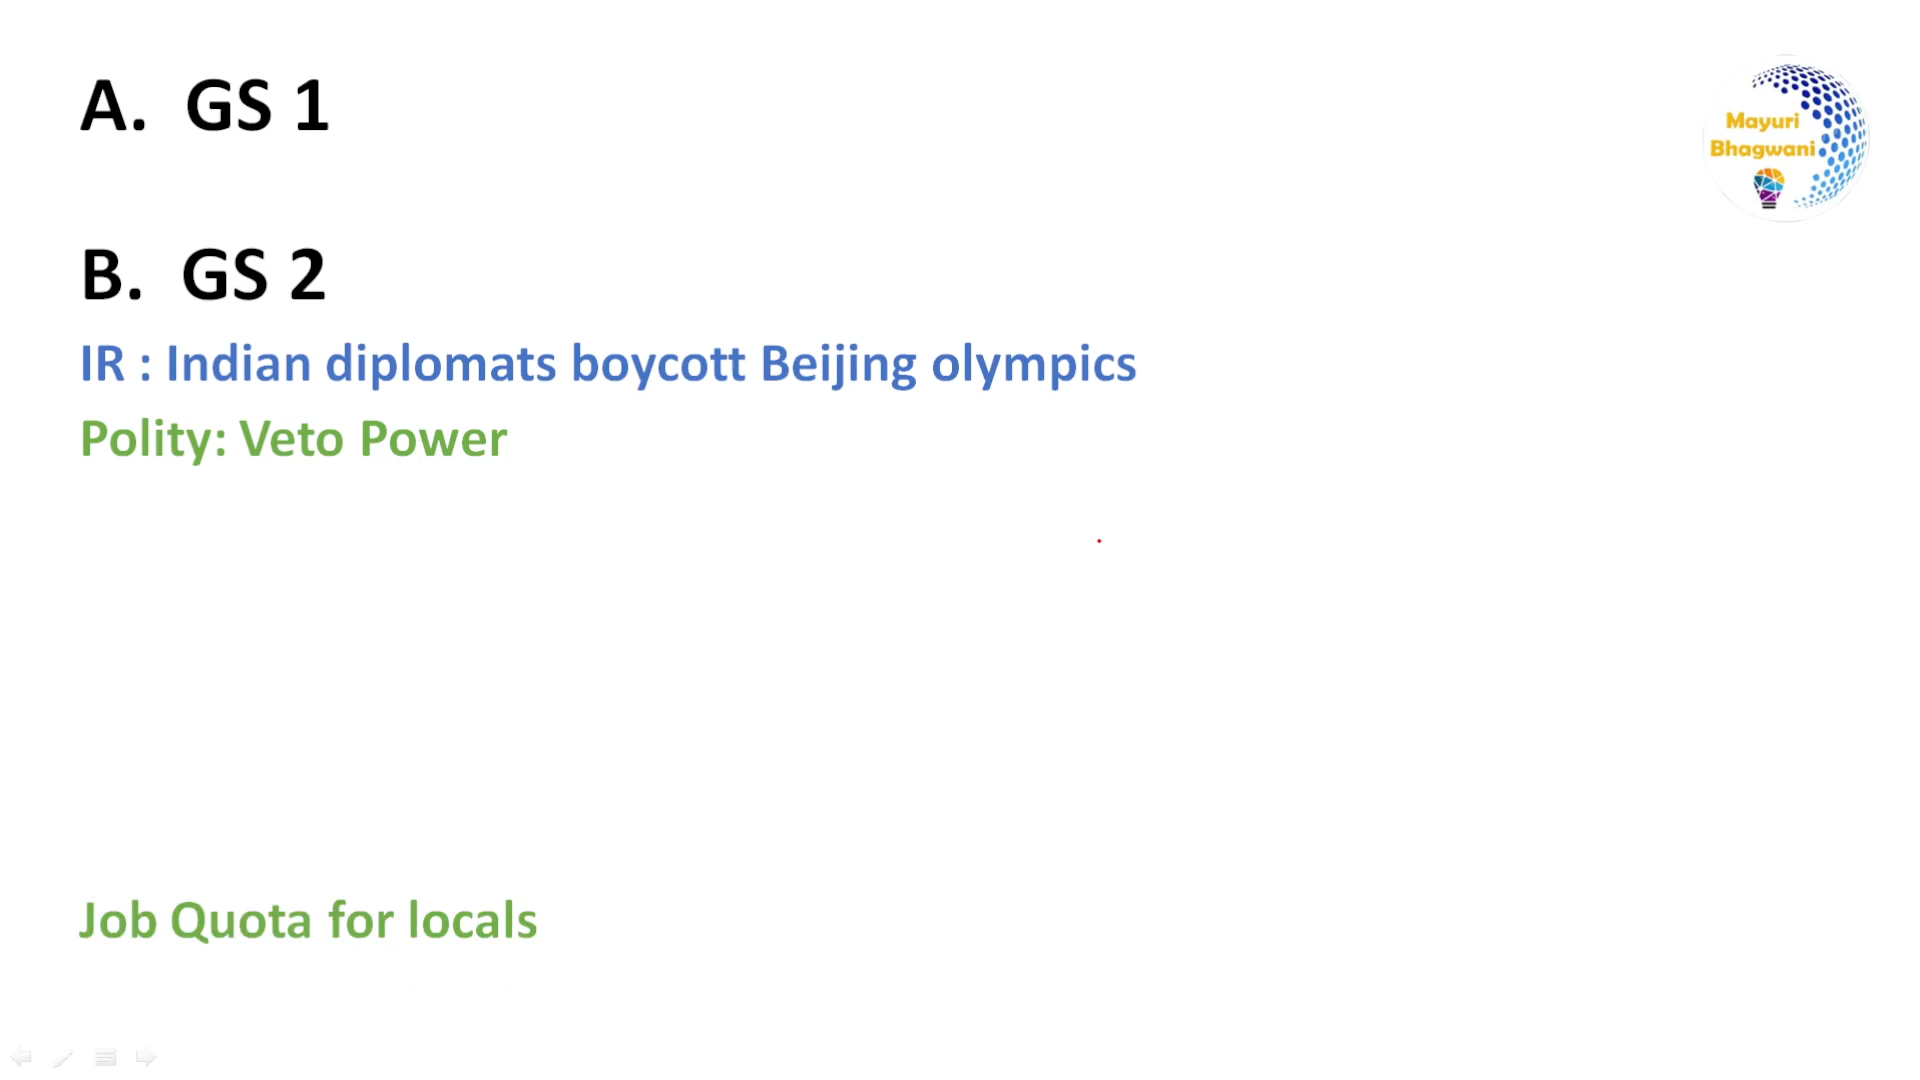 A. GS 1
Mayuri
Bhagwani
B. GS 2
IR : Indian diplomats boycott Beijing olympics
Polity: Veto Power
Job Quota for locals